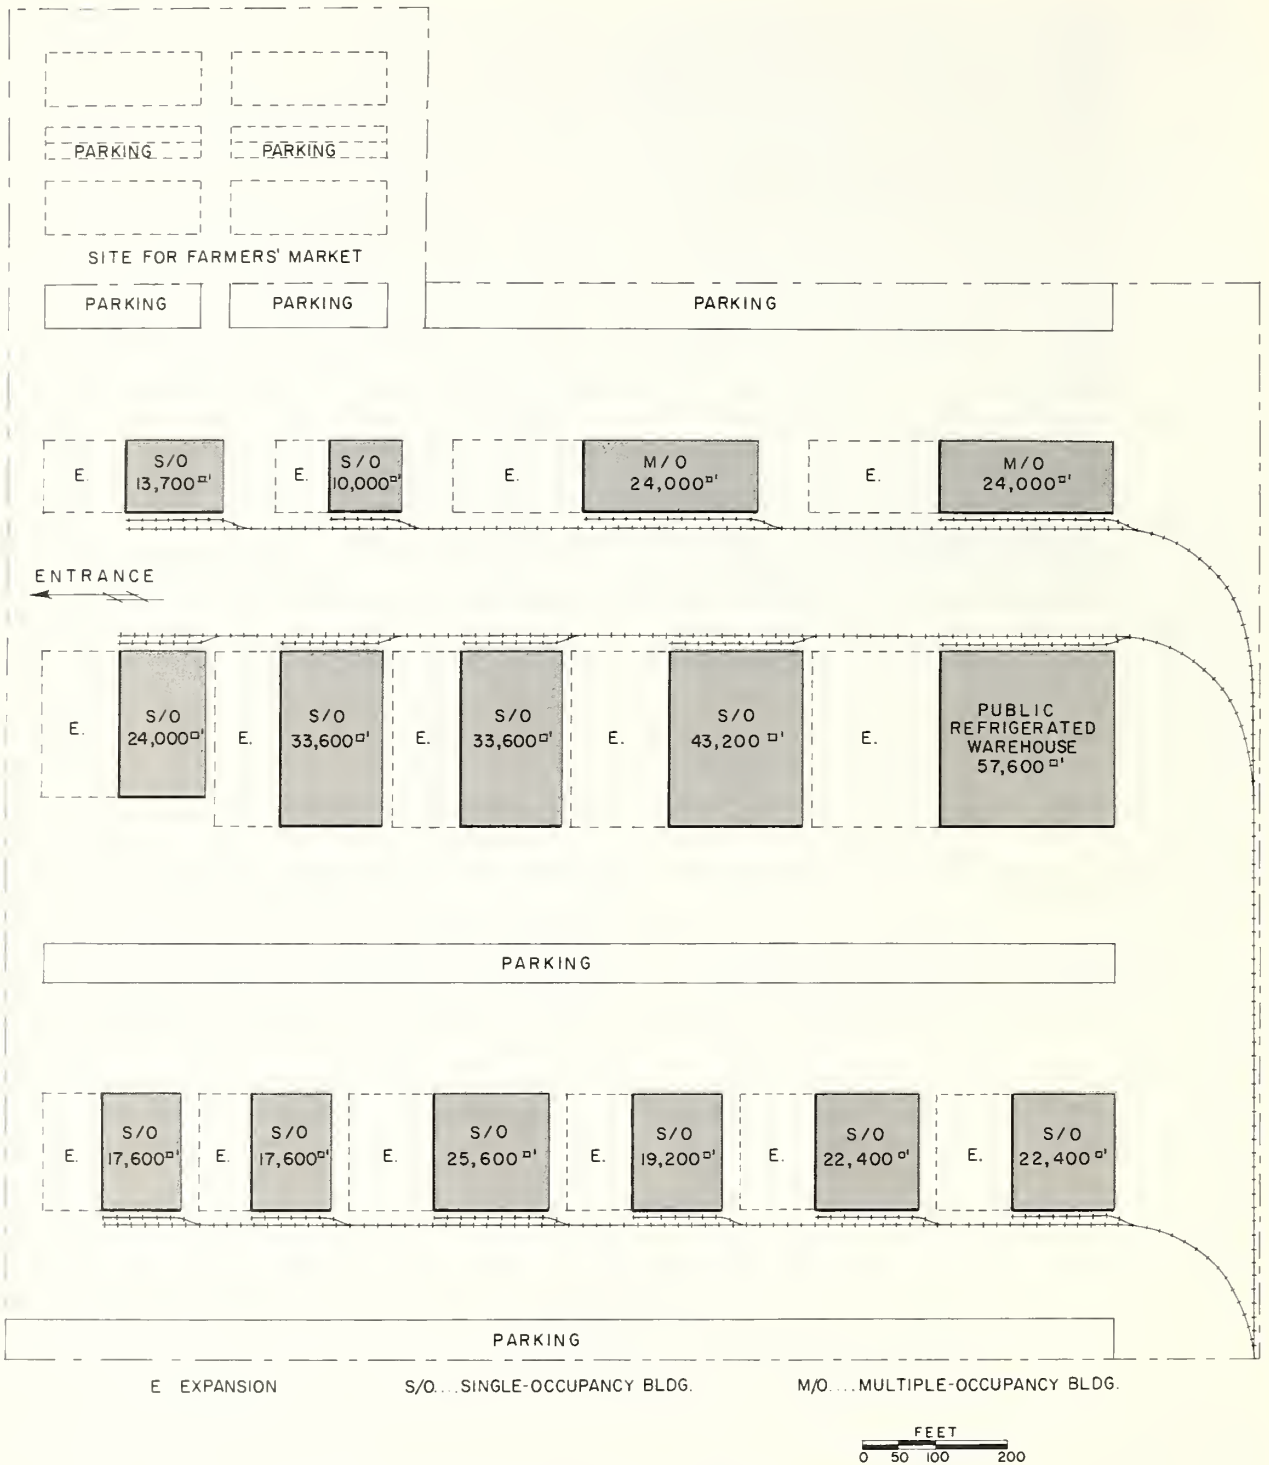 PARKING PARKING
SITE FOR FARMERS' MARKET
PARKING PARKING PARKING
E. S/O 13,700□' E. S/O 10,000□' E. M/O 24,000□' E. M/O 24,000□'
ENTRANCE
E. S/O 24,000□' E. S/O 33,600□' E. S/O 33,600□' E. S/O 43,200□' E. PUBLIC REFRIGERATED WAREHOUSE 57,600□'
PARKING
E. S/O 17,600□' E. S/O 17,600□' E. S/O 25,600□' E. S/O 19,200□' E. S/O 22,400□' E. S/O 22,400□'
PARKING
E EXPANSION S/O....SINGLE-OCCUPANCY BLDG. M/O....MULTIPLE-OCCUPANCY BLDG.
FEET
0 50 100 200